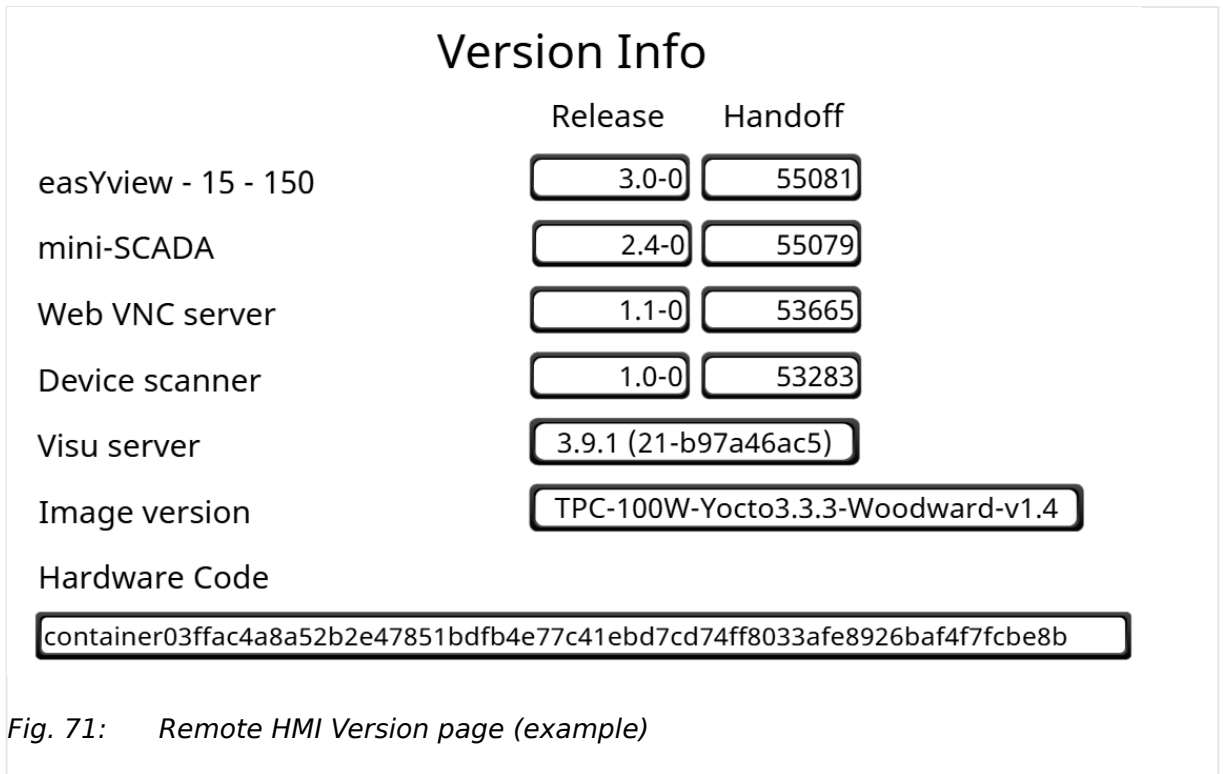 Version Info
Release Handoff
easYview - 15 - 150 3.0-0 55081
mini-SCADA 2.4-0 55079
Web VNC server 1.1-0 53665
Device scanner 1.0-0 53283
Visu server 3.9.1 (21-b97a46ac5)
Image version TPC-100W-Yocto3.3.3-Woodward-v1.4
Hardware Code
container03ffac4a8a52b2e47851bdfb4e77c41ebd7cd74ff8033afe8926baf4f7fcbe8b
Fig. 71: Remote HMI Version page (example)